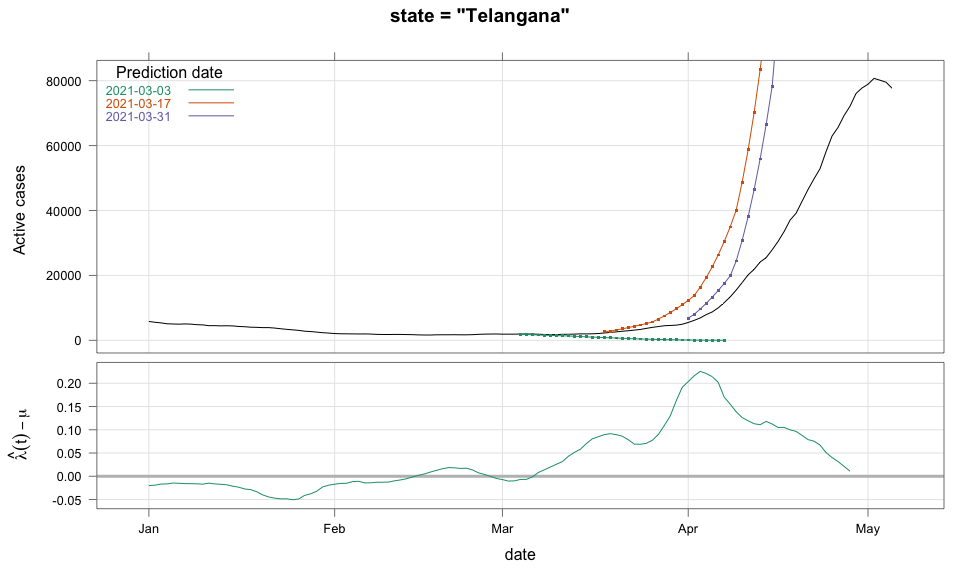 state = "Telangana"
Prediction date
2021-03-03
2021-03-17
2021-03-31
Active cases
80000
60000
40000
20000
0
λ̂(t) − μ
0.20
0.15
0.10
0.05
0.00
-0.05
Jan Feb Mar Apr May
date